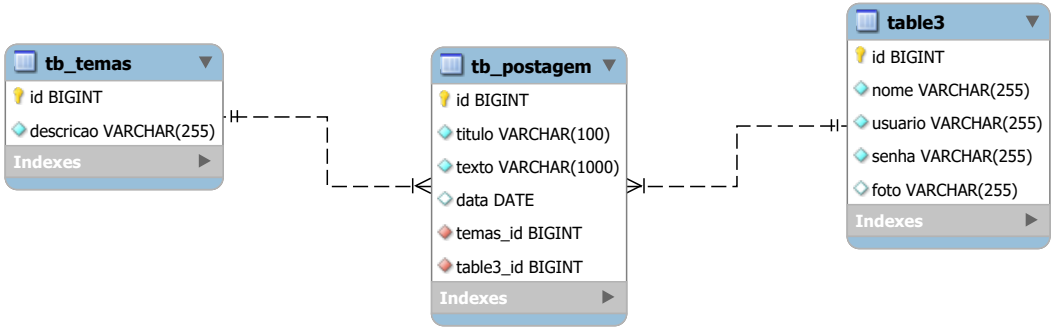 tb_temas
id BIGINT
descricao VARCHAR(255)
Indexes
tb_postagem
id BIGINT
titulo VARCHAR(100)
texto VARCHAR(1000)
data DATE
temas_id BIGINT
table3_id BIGINT
Indexes
table3
id BIGINT
nome VARCHAR(255)
usuario VARCHAR(255)
senha VARCHAR(255)
foto VARCHAR(255)
Indexes